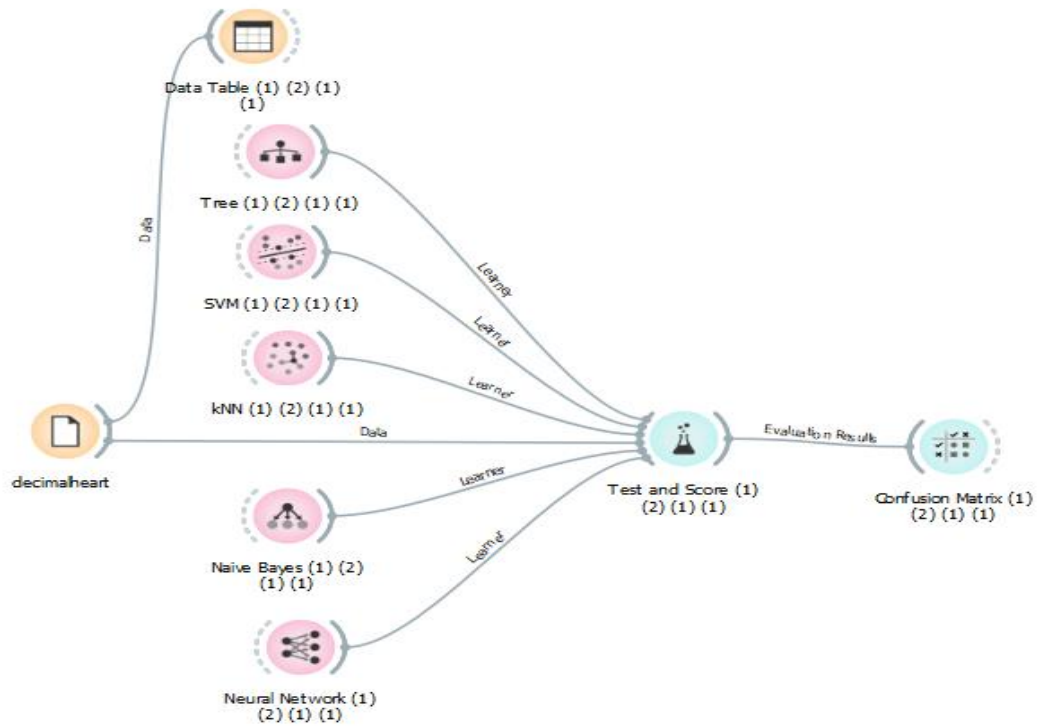 Data Table (1) (2) (1)
(1)
Tree (1) (2) (1) (1)
Data
Learner
SVM (1) (2) (1) (1)
Learner
kNN (1) (2) (1) (1)
Learner
Data
decimalheart
Evaluation Results
Learner
Test and Score (1)
(2) (1) (1)
Confusion Matrix (1)
(2) (1) (1)
Naive Bayes (1) (2)
(1) (1)
Learner
Neural Network (1)
(2) (1) (1)